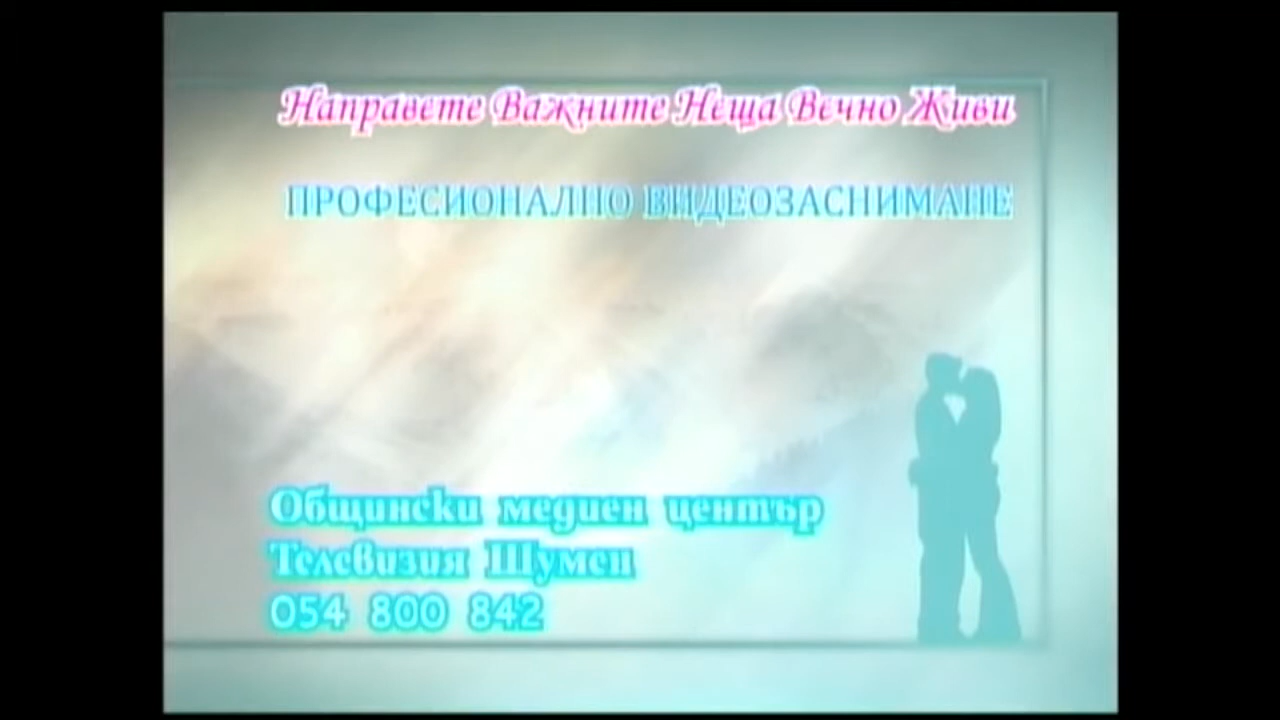 Направете Важните Неща Вечно Живи
ПРОФЕСИОНАЛНО ВИДЕОЗАСНИМАНЕ
Общински медиен център
Телевизия Шумен
054 800 842